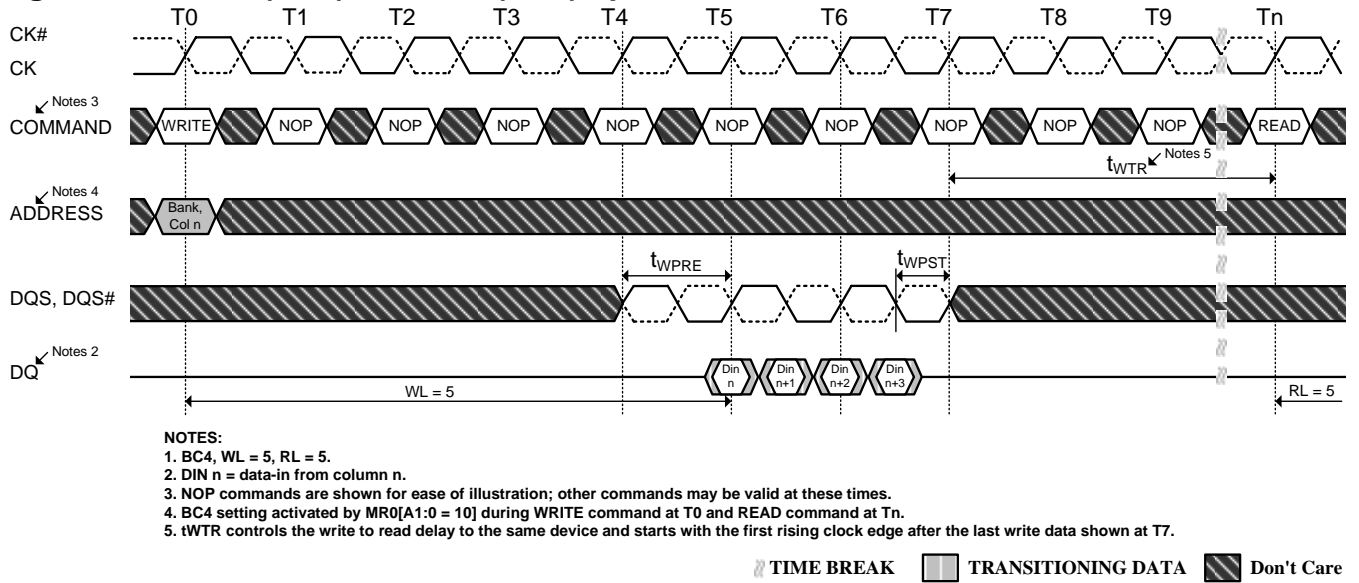 T0 T1 T2 T3 T4 T5 T6 T7 T8 T9 Tn
CK#
CK
Notes 3
COMMAND WRITE NOP NOP NOP NOP NOP NOP NOP NOP NOP READ
tWTR Notes 5
Notes 4
ADDRESS Bank, Col n
tWPRE tWPST
DQS, DQS#
Notes 2
DQ Din n Din n+1 Din n+2 Din n+3
WL = 5 RL = 5
NOTES:
1. BC4, WL = 5, RL = 5.
2. DIN n = data-in from column n.
3. NOP commands are shown for ease of illustration; other commands may be valid at these times.
4. BC4 setting activated by MR0[A1:0 = 10] during WRITE command at T0 and READ command at Tn.
5. tWTR controls the write to read delay to the same device and starts with the first rising clock edge after the last write data shown at T7.
TIME BREAK TRANSITIONING DATA Don't Care